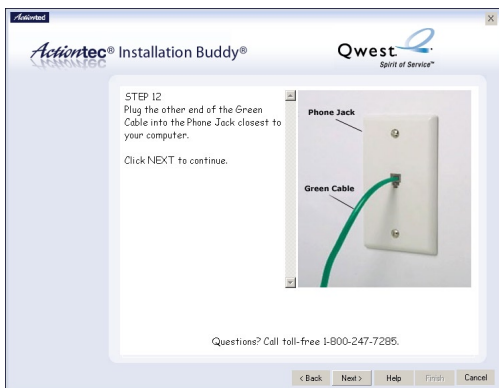 Actiontec
Actiontec® Installation Buddy®
Qwest
Spirit of Service™
STEP 12
Plug the other end of the Green
Cable into the Phone Jack closest to
your computer.
Click NEXT to continue.
Phone Jack
Green Cable
Questions? Call toll-free 1-800-247-7285.
< Back Next > Help Finish Cancel